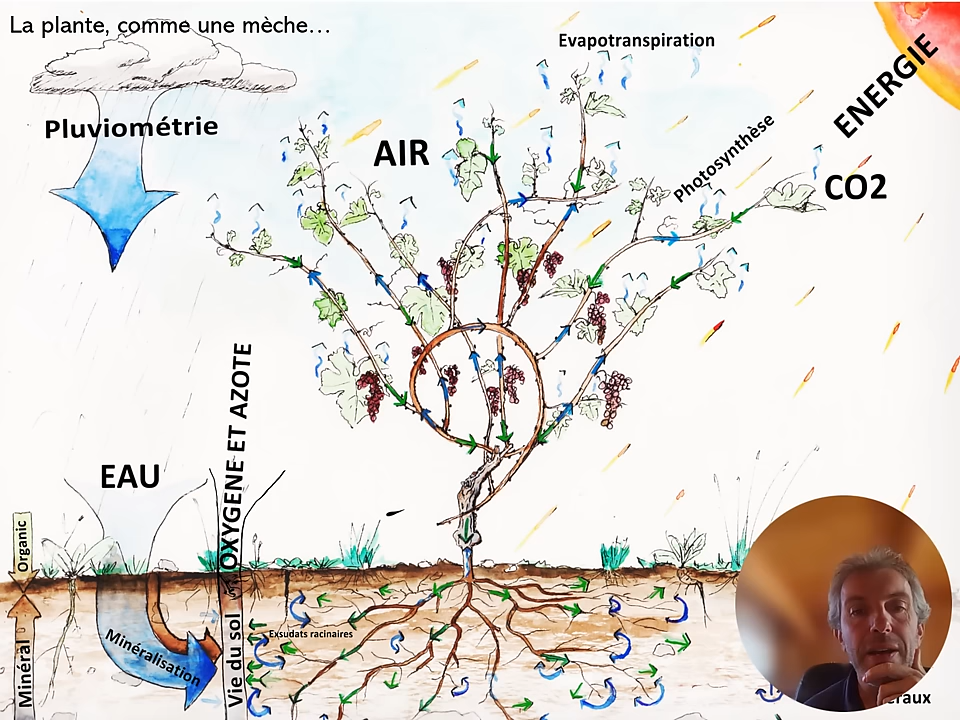 La plante, comme une mèche…
Evapotranspiration
ENERGIE
Pluviométrie
AIR
Photosynthèse
CO2
OXYGENE ET AZOTE
EAU
Organic
Minéral
Minéralisation
Vie du sol
Exsudats racinaires